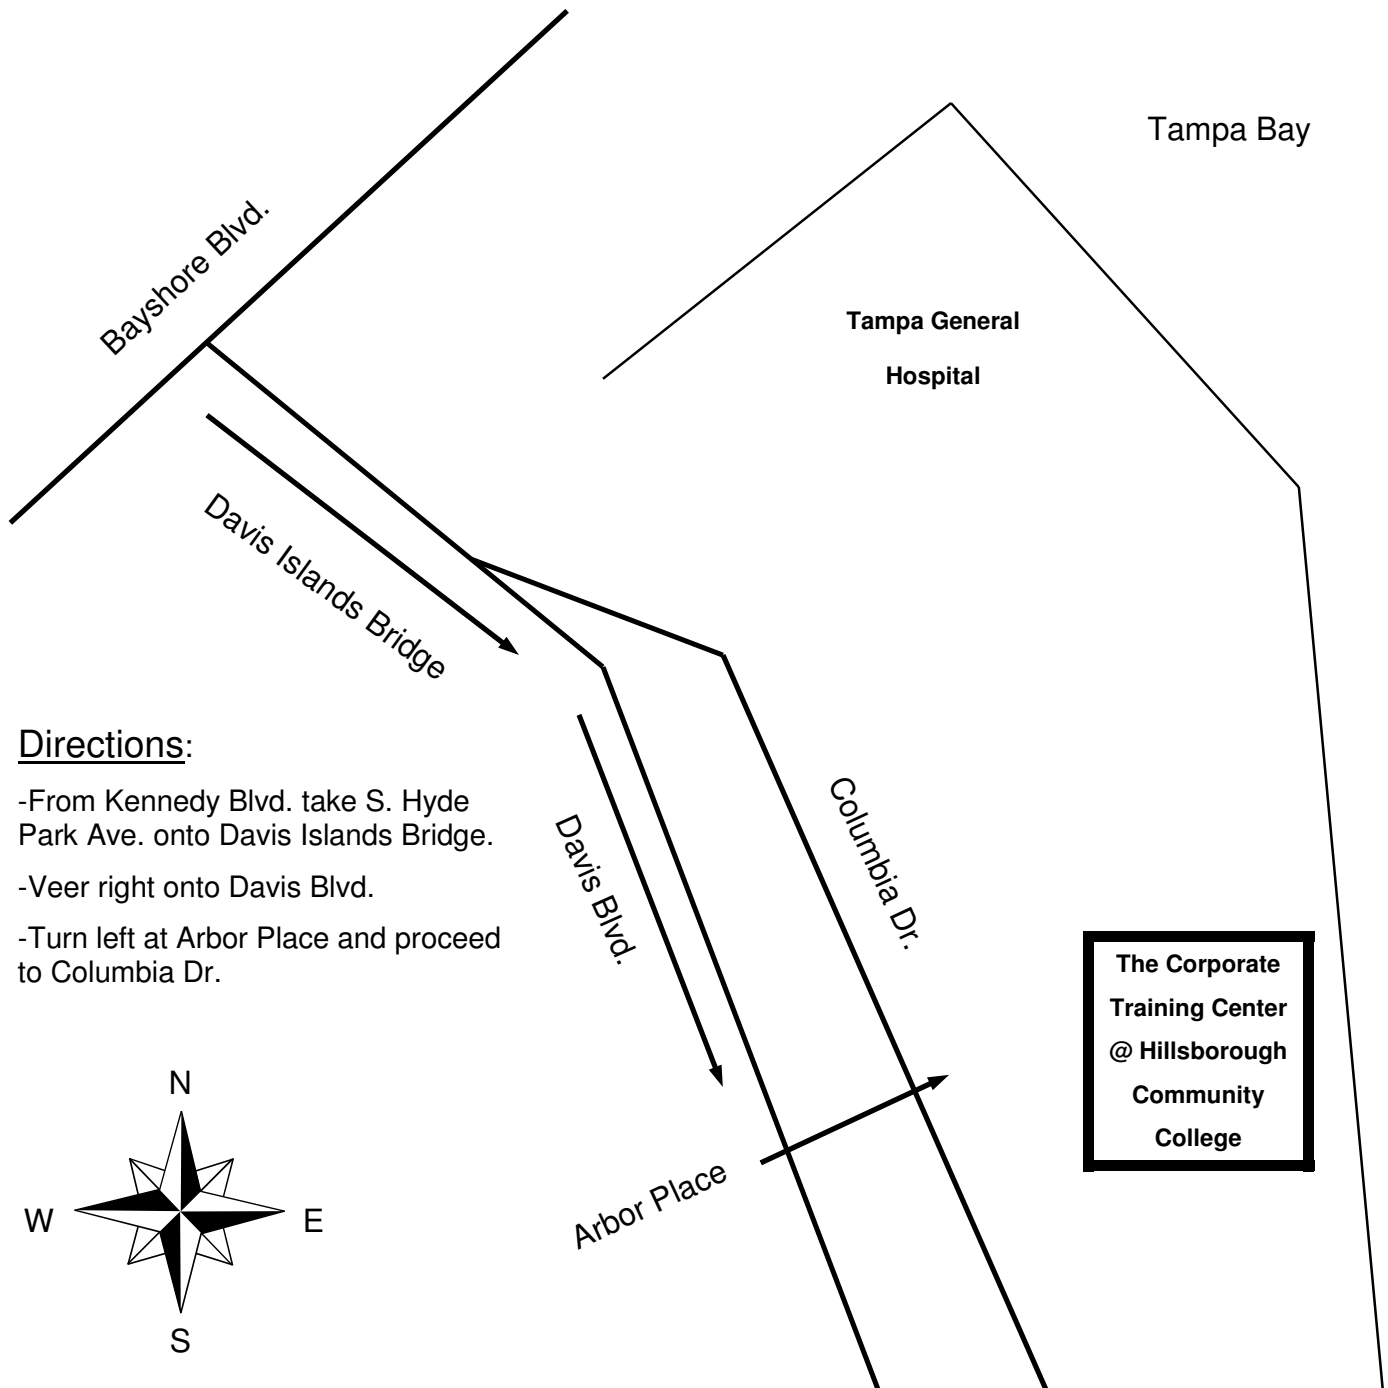 Tampa Bay
Bayshore Blvd.
Tampa General
Hospital
Davis Islands Bridge
Directions:
-From Kennedy Blvd. take S. Hyde
Park Ave. onto Davis Islands Bridge.
-Veer right onto Davis Blvd.
-Turn left at Arbor Place and proceed
to Columbia Dr.
Davis Blvd.
Columbia Dr.
The Corporate
Training Center
@ Hillsborough
Community
College
Arbor Place
N
W
E
S